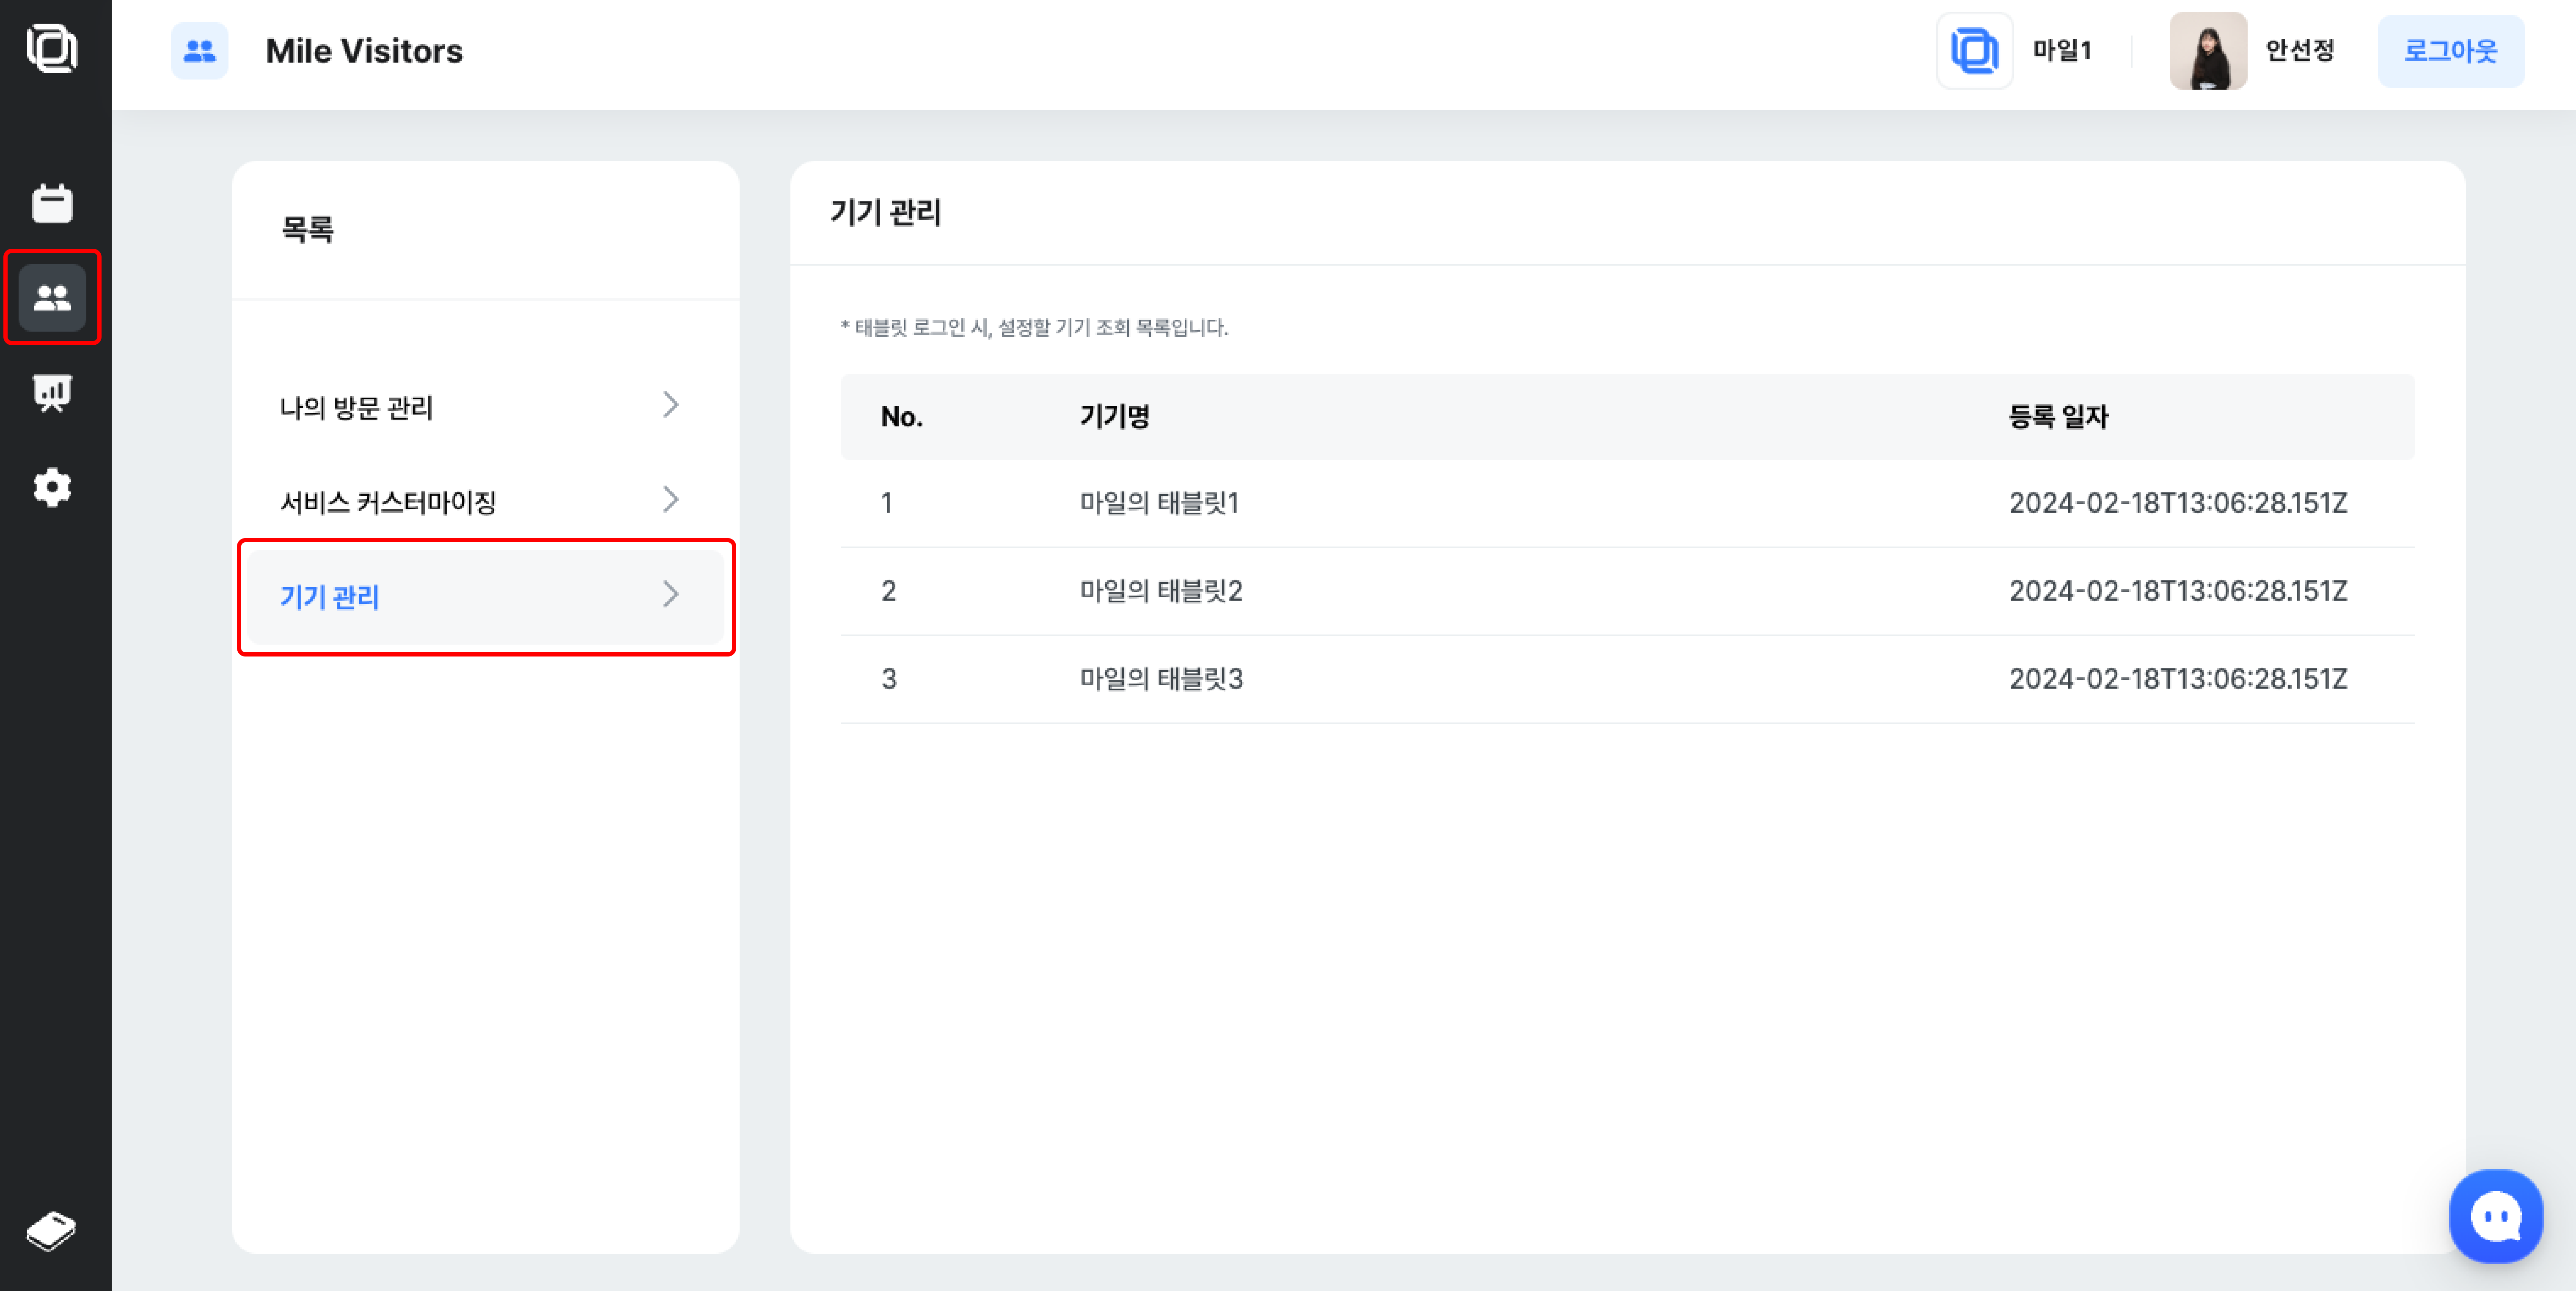 Mile Visitors
마일1
안선정
로그아웃
목록
나의 방문 관리
서비스 커스터마이징
기기 관리
기기 관리
* 태블릿 로그인 시, 설정할 기기 조회 목록입니다.
No. 기기명 등록 일자
1 마일의 태블릿1 2024-02-18T13:06:28.151Z
2 마일의 태블릿2 2024-02-18T13:06:28.151Z
3 마일의 태블릿3 2024-02-18T13:06:28.151Z